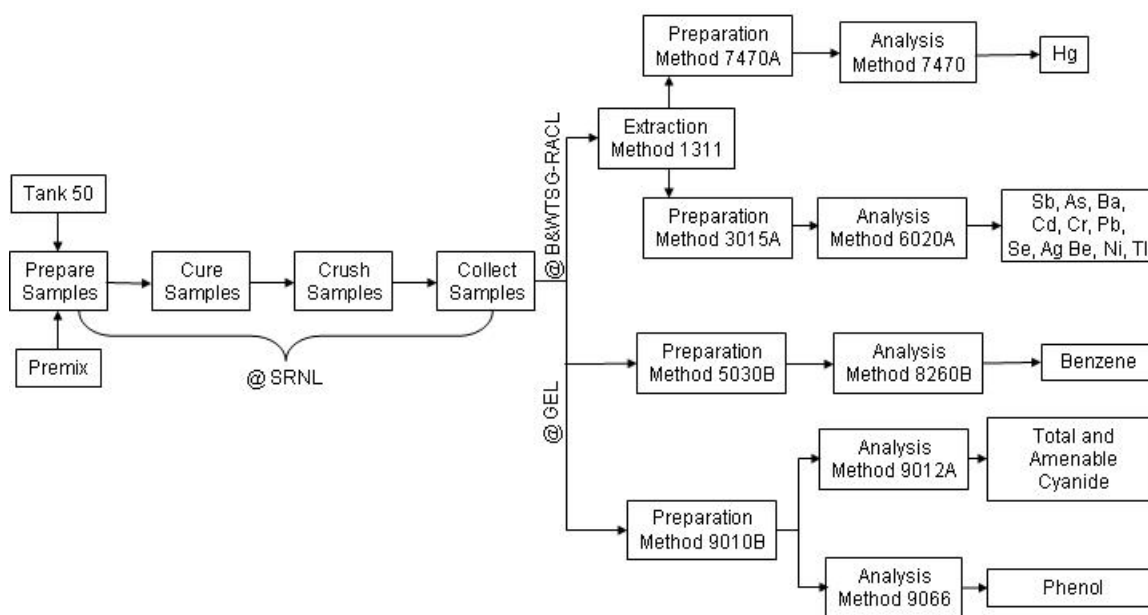 Tank 50
Prepare
Samples
Premix
Cure
Samples
Crush
Samples
Collect
Samples
@ SRNL
@ B&WTSG-RACL
@ GEL
Preparation
Method 7470A
Analysis
Method 7470
Hg
Extraction
Method 1311
Preparation
Method 3015A
Analysis
Method 6020A
Sb, As, Ba,
Cd, Cr, Pb,
Se, Ag Be, Ni, Tl
Preparation
Method 5030B
Analysis
Method 8260B
Benzene
Preparation
Method 9010B
Analysis
Method 9012A
Total and
Amenable
Cyanide
Analysis
Method 9066
Phenol